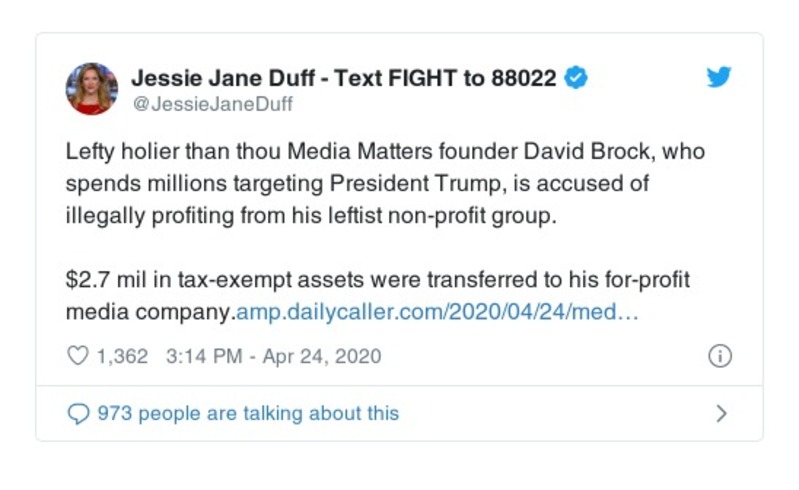 Jessie Jane Duff - Text FIGHT to 88022
@JessieJaneDuff
Lefty holier than thou Media Matters founder David Brock, who
spends millions targeting President Trump, is accused of
illegally profiting from his leftist non-profit group.
$2.7 mil in tax-exempt assets were transferred to his for-profit
media company.amp.dailycaller.com/2020/04/24/med…
1,362 3:14 PM - Apr 24, 2020
973 people are talking about this